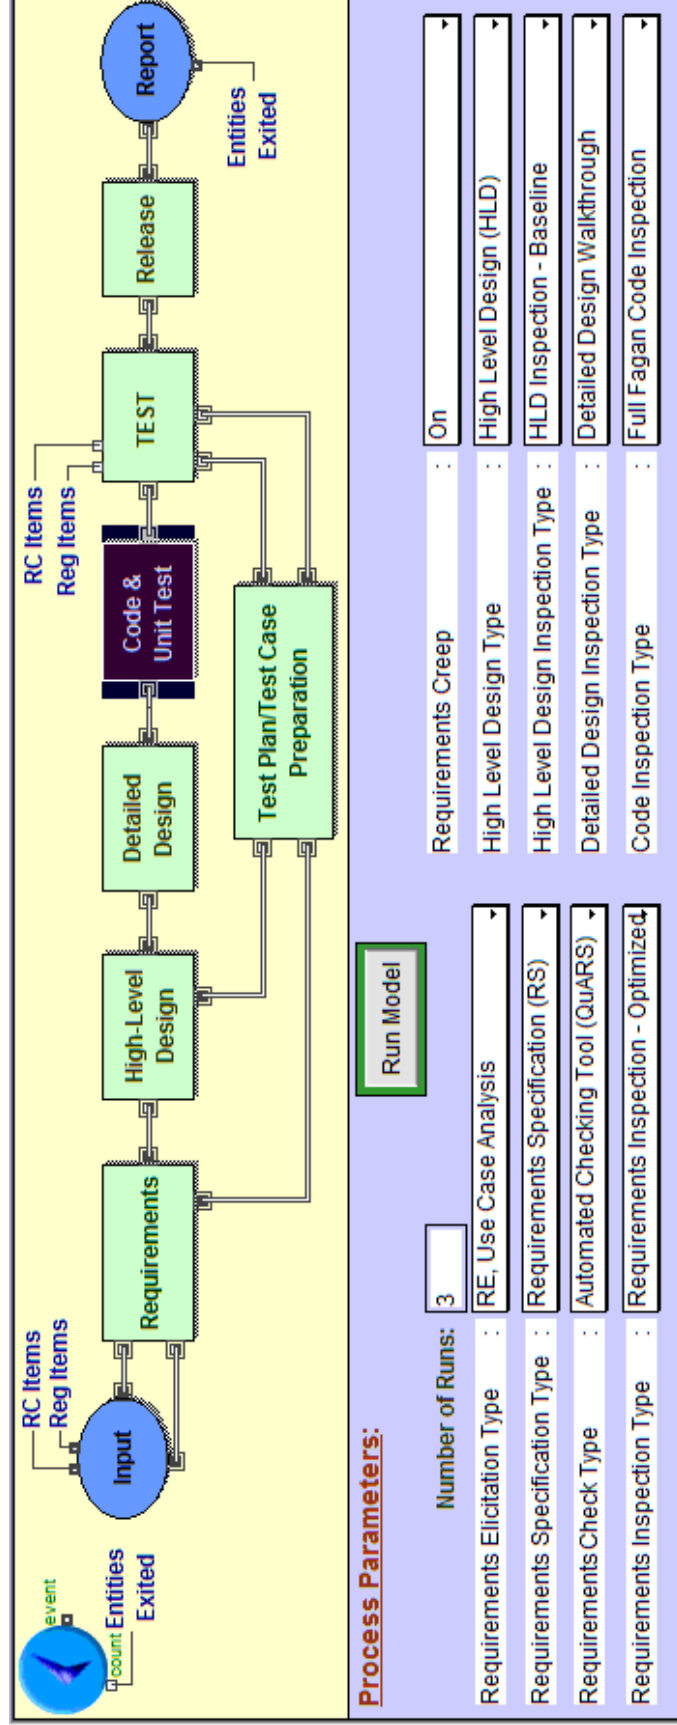 event
count
Entities
Exited
RC Items
Reg Items
Input
Requirements
High-Level
Design
Detailed
Design
Code &
Unit Test
RC Items
Reg Items
TEST
Release
Report
Entities
Exited
Test Plan/Test Case
Preparation
Process Parameters:
Run Model
Number of Runs: 3
Requirements Elicitation Type : RE, Use Case Analysis
Requirements Specification Type : Requirements Specification (RS)
Requirements Check Type : Automated Checking Tool (QuARS)
Requirements Inspection Type : Requirements Inspection - Optimized
Requirements Creep : On
High Level Design Type : High Level Design (HLD)
High Level Design Inspection Type : HLD Inspection - Baseline
Detailed Design Inspection Type : Detailed Design Walkthrough
Code Inspection Type : Full Fagan Code Inspection